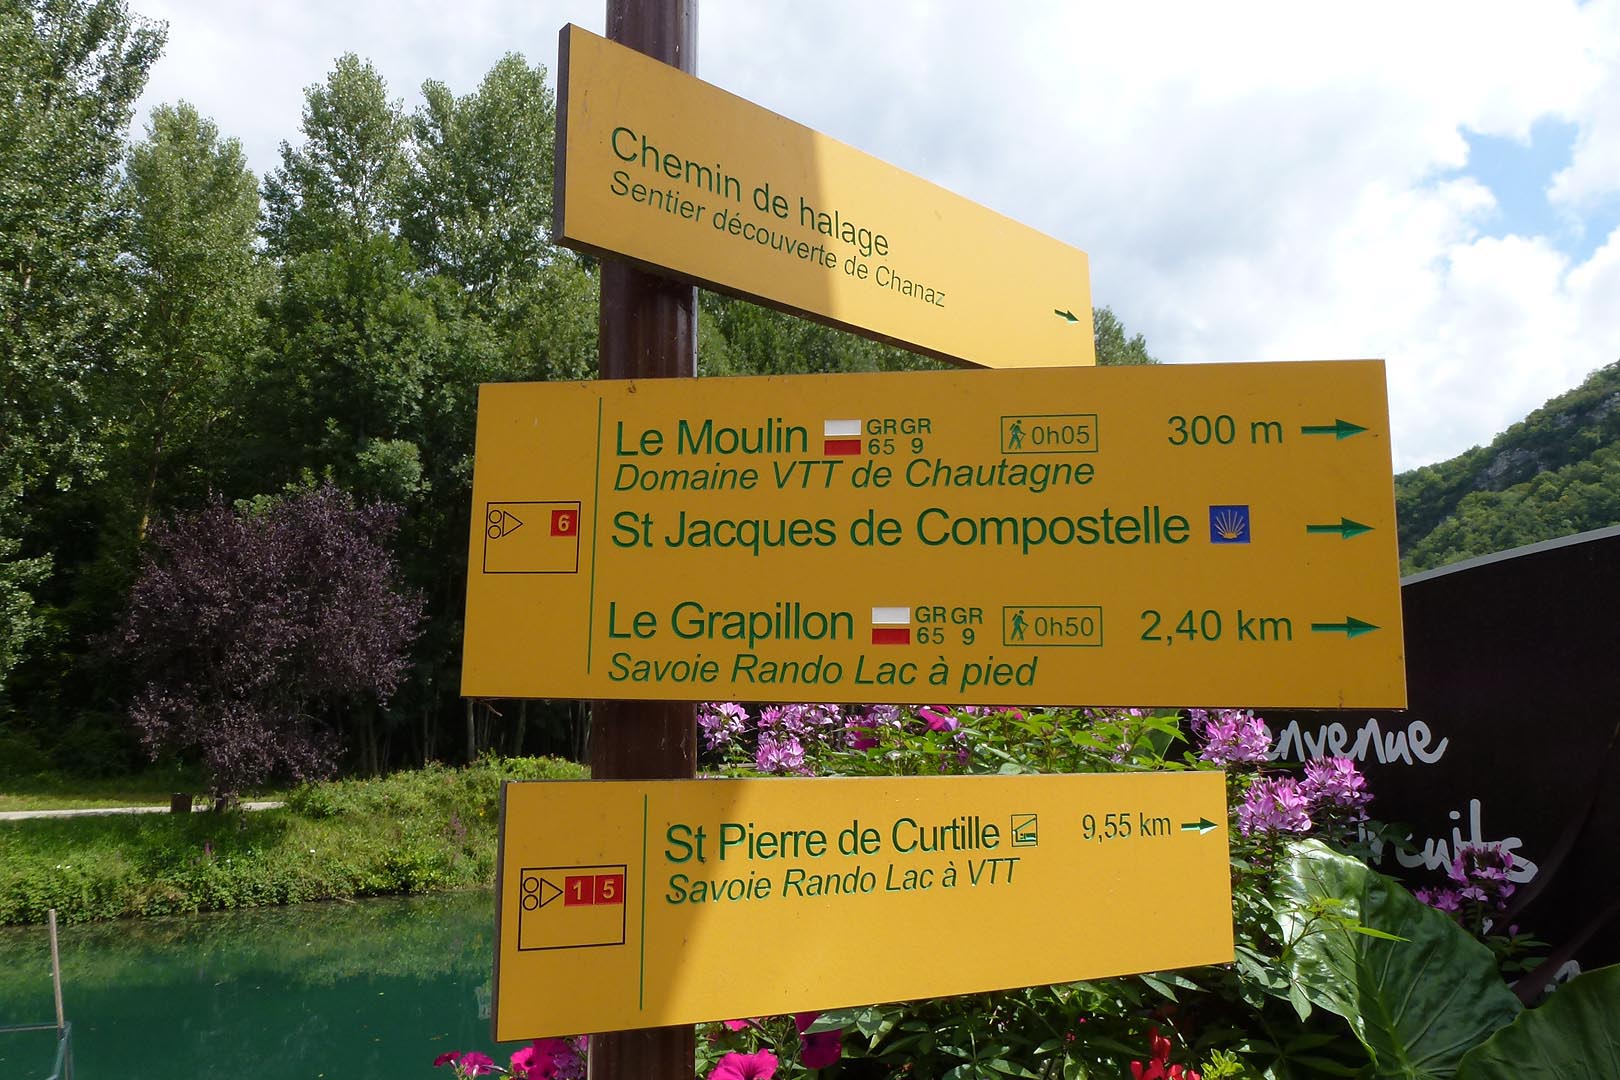 Chemin de halage
Sentier découverte de Chanaz
Le Moulin GR 65 GR 9 0h05 300 m
Domaine VTT de Chautagne
6
St Jacques de Compostelle
Le Grapillon GR 65 GR 9 0h50 2,40 km
Savoie Rando Lac à pied
St Pierre de Curtille 9,55 km
Savoie Rando Lac à VTT
1 5
ienvenue